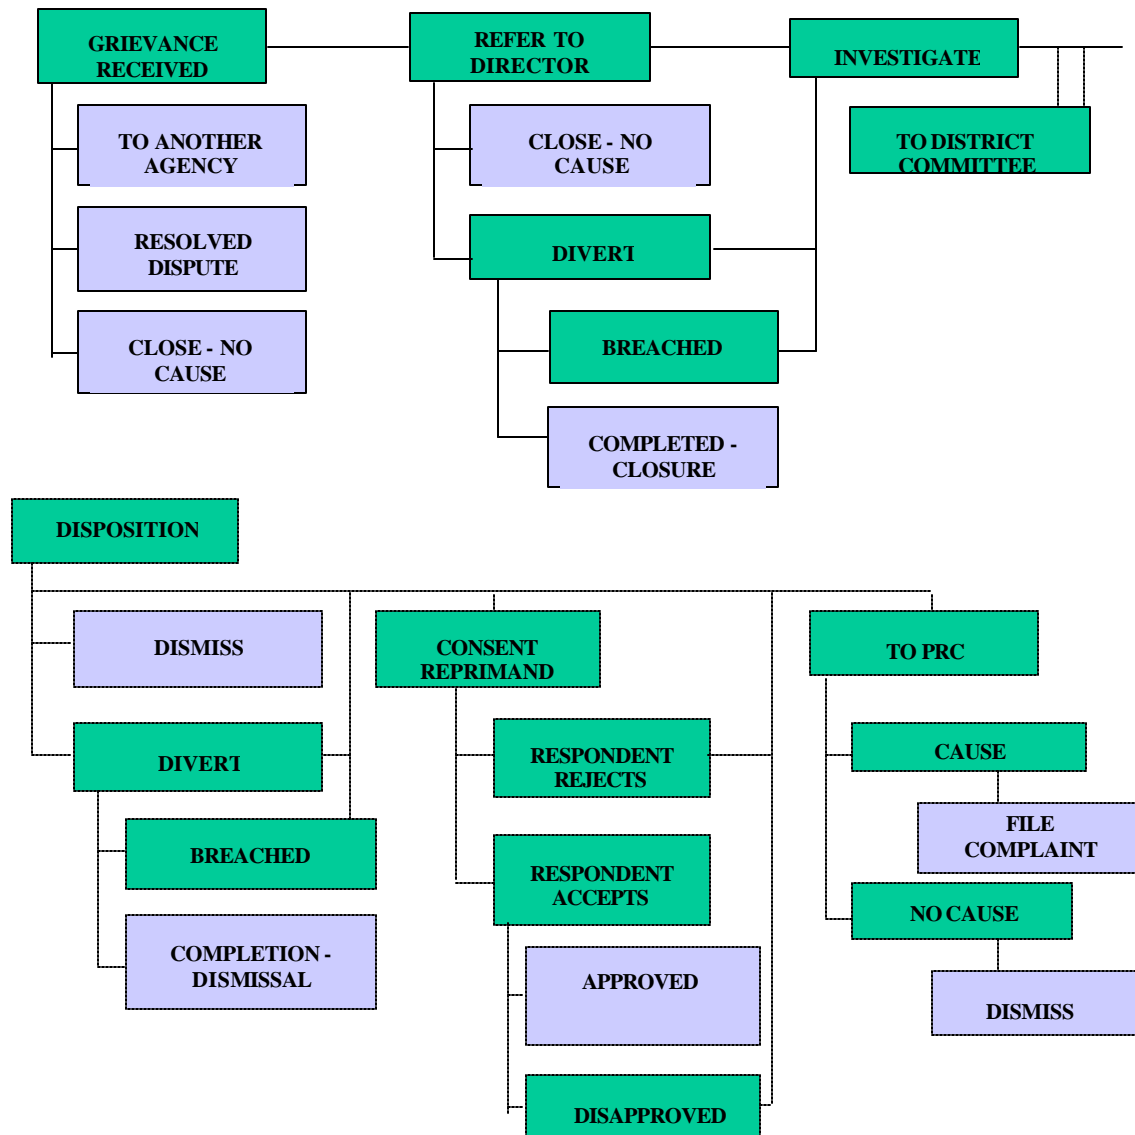 GRIEVANCE
RECEIVED
REFER TO
DIRECTOR
INVESTIGATE
TO ANOTHER
AGENCY
CLOSE - NO
CAUSE
TO DISTRICT
COMMITTEE
RESOLVED
DISPUTE
DIVERT
CLOSE - NO
CAUSE
BREACHED
COMPLETED -
CLOSURE
DISPOSITION
DISMISS
CONSENT
REPRIMAND
TO PRC
DIVERT
RESPONDENT
REJECTS
CAUSE
BREACHED
FILE
COMPLAINT
RESPONDENT
ACCEPTS
NO CAUSE
COMPLETION -
DISMISSAL
APPROVED
DISMISS
DISAPPROVED